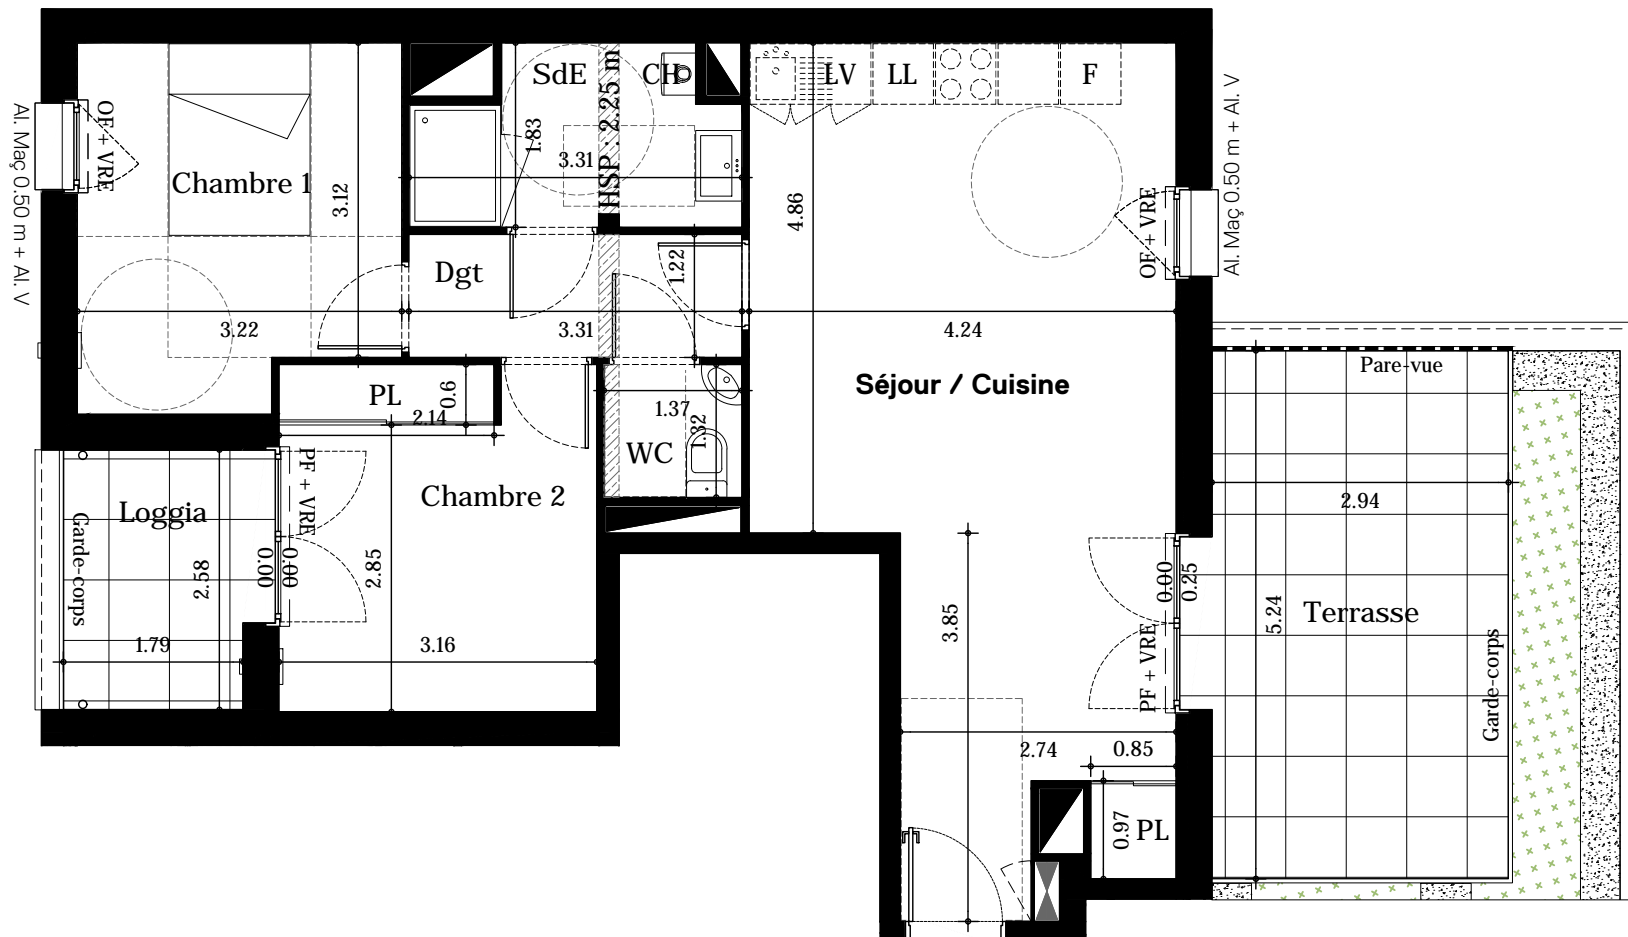 SdE
CH
LV
LL
F
HSP : 2.25 m
1.83
3.31
Al. Maç 0.50 m + Al. V
OF + VRE
Chambre 1
3.12
4.86
OF + VRE
Al. Maç 0.50 m + Al. V
Dgt
1.22
3.22
3.31
4.24
Pare-vue
Séjour / Cuisine
PL
0.6
2.14
1.37
1.32
WC
PF + VRE
Chambre 2
Loggia
Garde-corps
2.58
0.00
0.00
2.85
1.79
3.16
2.94
0.00
0.25
5.24
Terrasse
3.85
PF + VRE
Garde-corps
2.74
0.85
0.97
PL